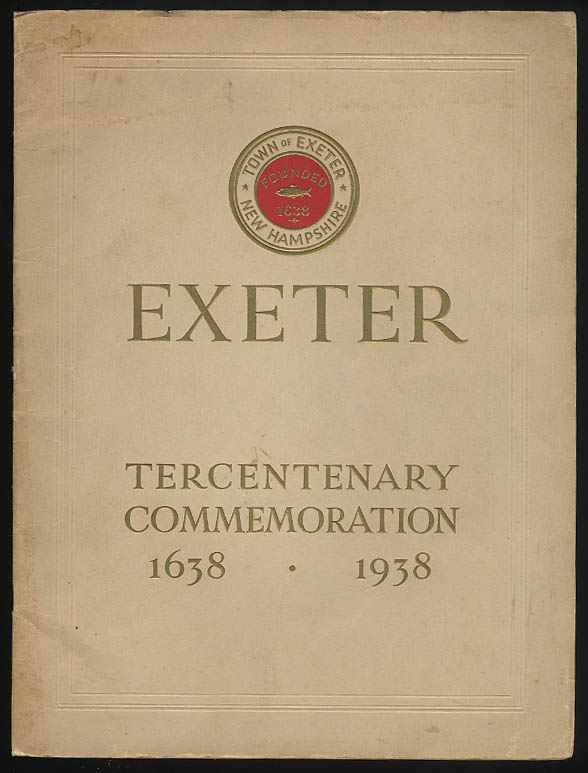 TOWN OF EXETER
FOUNDED
1638
NEW HAMPSHIRE
EXETER
TERCENTENARY
COMMEMORATION
1638 • 1938